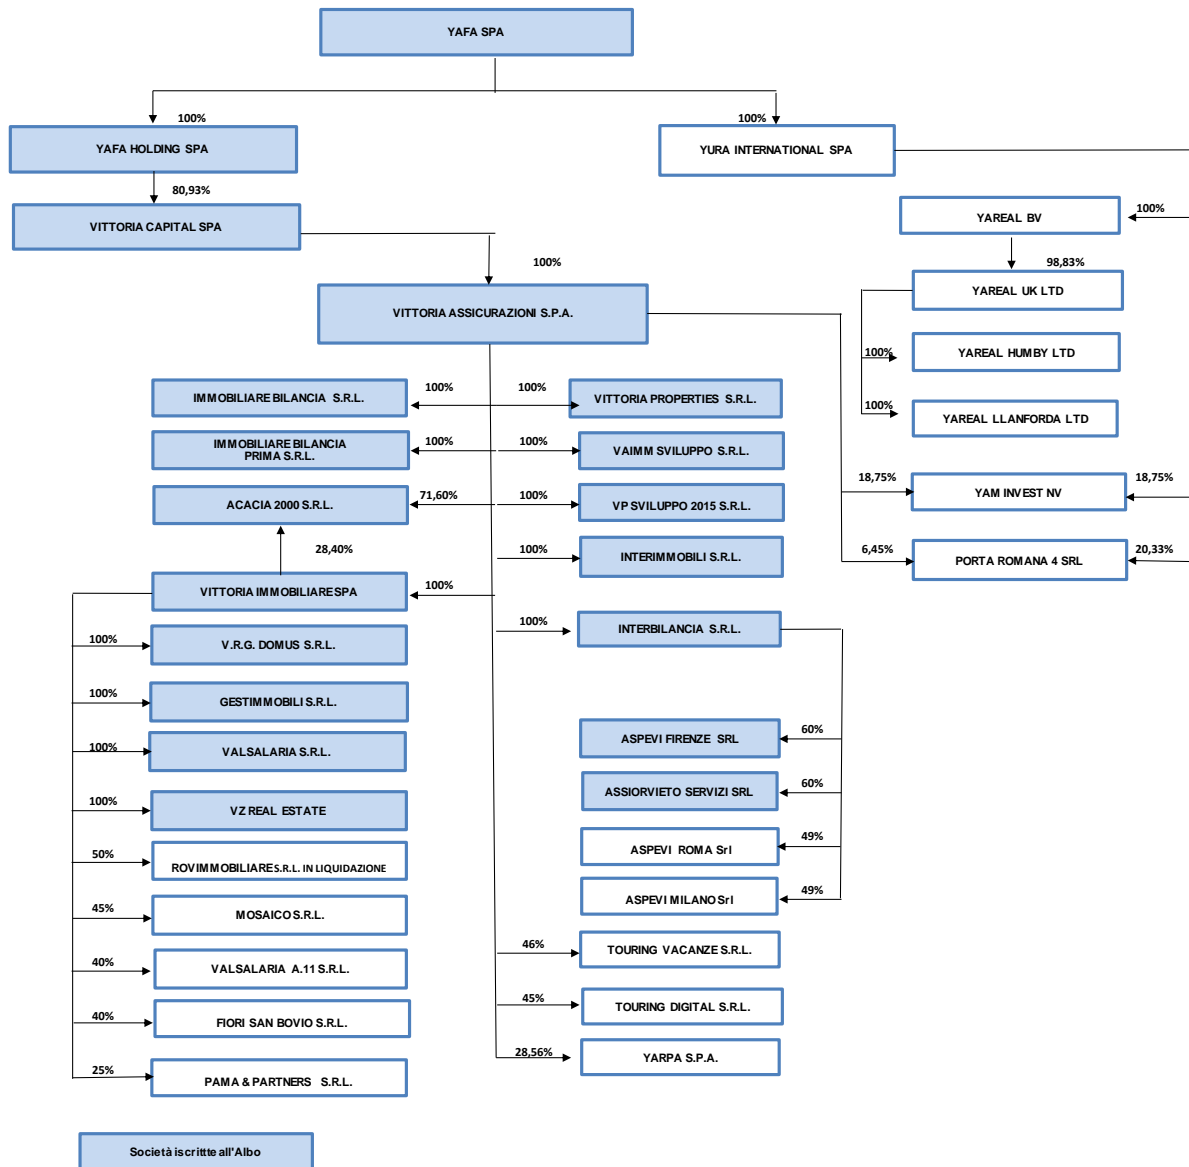 YAFA SPA
100%
100%
YAFA HOLDING SPA
YURA INTERNATIONAL SPA
80,93%
VITTORIA CAPITAL SPA
YAREAL BV
100%
100%
98,83%
VITTORIA ASSICURAZIONI S.P.A.
YAREAL UK LTD
100%
YAREAL HUMBY LTD
IMMOBILIARE BILANCIA S.R.L.
100%
100%
VITTORIA PROPERTIES S.R.L.
100%
YAREAL LLANFORDA LTD
IMMOBILIARE BILANCIA
PRIMA S.R.L.
100%
100%
VAIMM SVILUPPO S.R.L.
18,75%
YAM INVEST NV
18,75%
ACACIA 2000 S.R.L.
71,60%
100%
VP SVILUPPO 2015 S.R.L.
28,40%
100%
INTERIMMOBILI S.R.L.
6,45%
PORTA ROMANA 4 SRL
20,33%
VITTORIA IMMOBILIARE SPA
100%
100%
INTERBILANCIA S.R.L.
100%
V.R.G. DOMUS S.R.L.
100%
GESTIMMOBILI S.R.L.
ASPEVI FIRENZE SRL
60%
100%
VALSALARIA S.R.L.
ASSIORVIETO SERVIZI SRL
60%
100%
VZ REAL ESTATE
ASPEVI ROMA Srl
49%
50%
ROVIMMOBILIARE S.R.L. IN LIQUIDAZIONE
ASPEVI MILANO Srl
49%
45%
MOSAICO S.R.L.
46%
TOURING VACANZE S.R.L.
40%
VALSALARIA A.11 S.R.L.
45%
TOURING DIGITAL S.R.L.
40%
FIORI SAN BOVIO S.R.L.
28,56%
YARPA S.P.A.
25%
PAMA & PARTNERS S.R.L.
Società iscrittte all'Albo